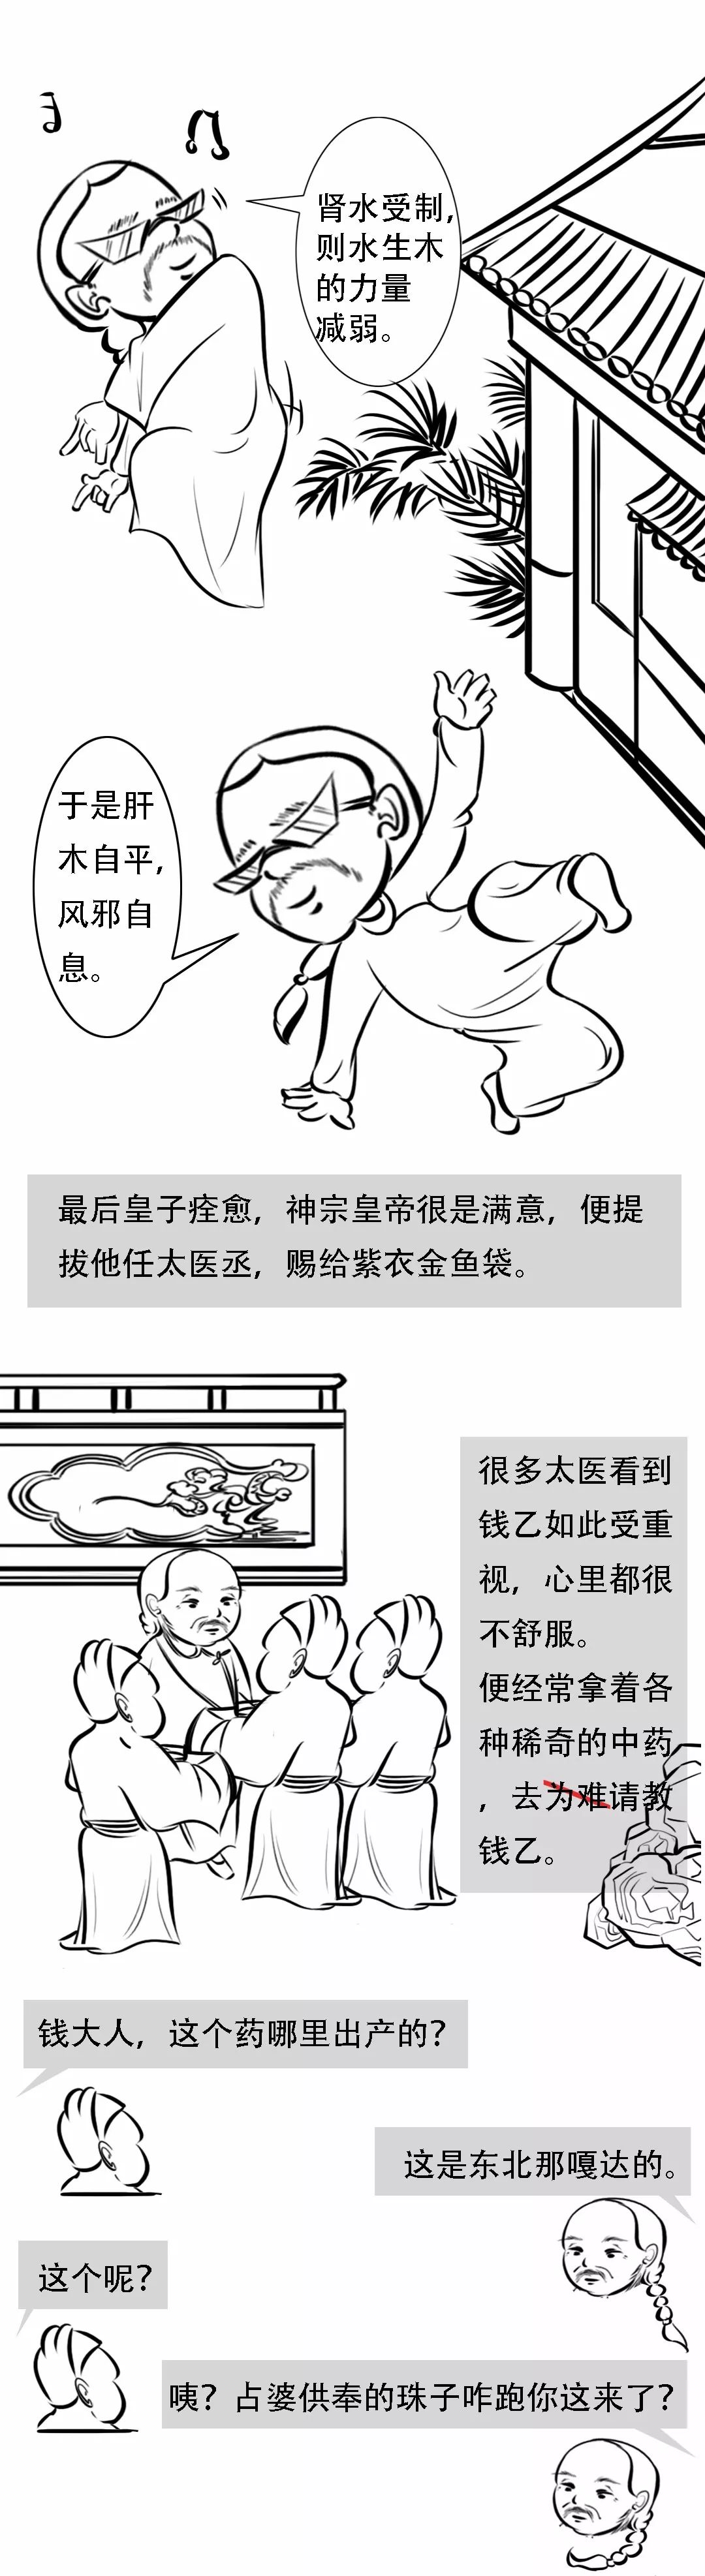 肾水受制,
则水生木
的力量
减弱。
于是肝
木自平,
风邪自
息。
最后皇子痊愈，神宗皇帝很是满意，便提
拔他任太医丞，赐给紫衣金鱼袋。
很多太医看到
钱乙如此受重
视，心里都很
不舒服。
便经常拿着各
种稀奇的中药
，去为难请教
钱乙。
钱大人，这个药哪里出产的？
这是东北那嘎达的。
这个呢？
咦？占婆供奉的珠子咋跑你这来了？